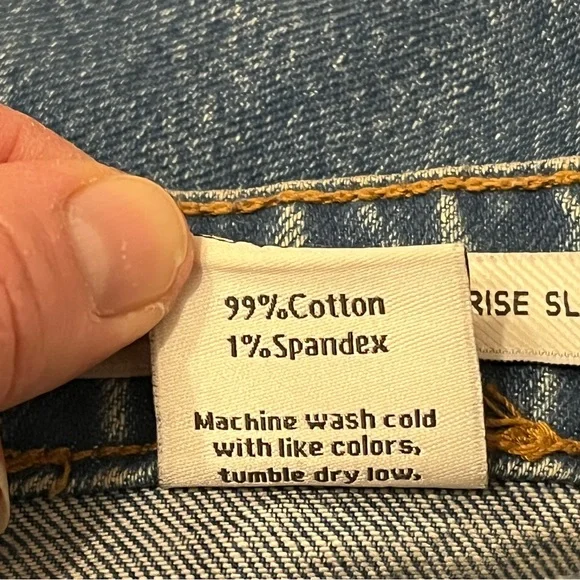 99%Cotton
1%Spandex
RISE SL
Machine wash cold
with like colors,
tumble dry low,